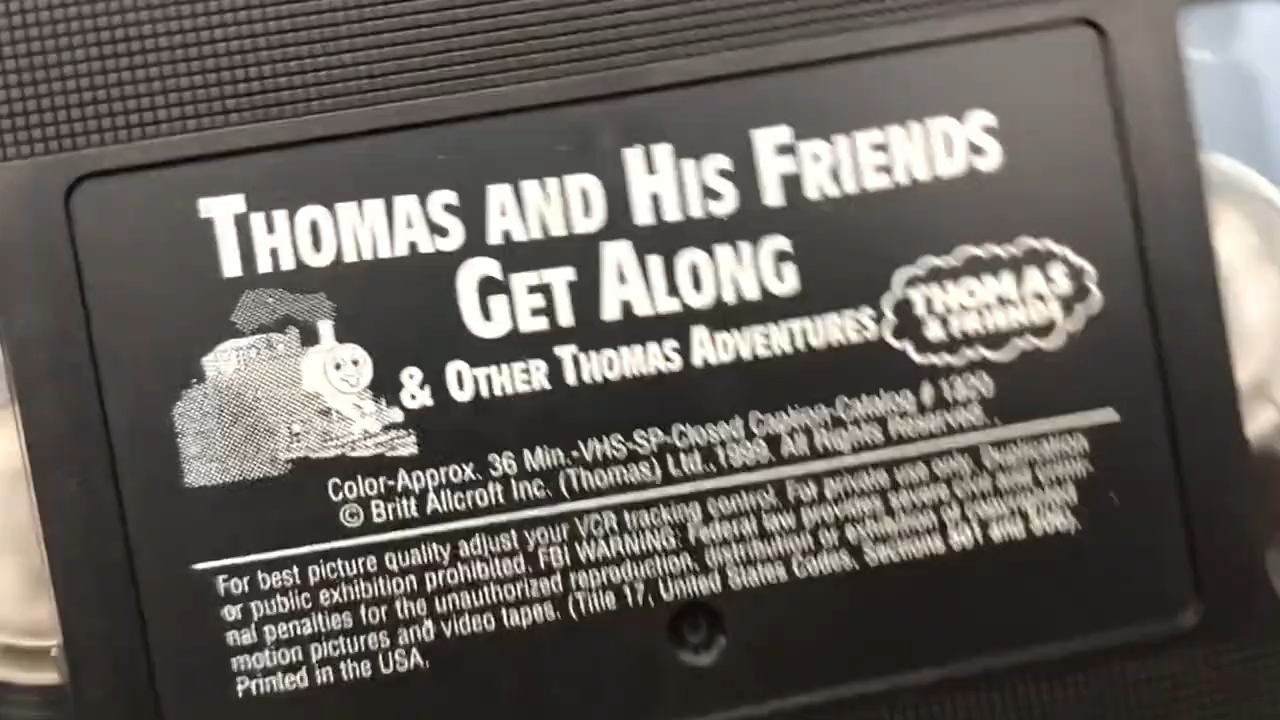 THOMAS AND HIS FRIENDS
GET ALONG
& OTHER THOMAS ADVENTURES
THOMAS
& FRIENDS
Color-Approx. 36 Min.-VHS-SP-Closed Caption-Catalog #
© Britt Allcroft Inc. (Thomas) Ltd., 1999. All Rights Reserved.
For best picture quality adjust your VCR tracking control. For private use only. Duplication
or public exhibition prohibited. FBI WARNING: Federal law provides severe civil and
nal penalties for the unauthorized reproduction, distribution or exhibition of copyrighted
motion pictures and video tapes. (Title 17, United States Codes, Sections 501 and 506).
Printed in the USA.